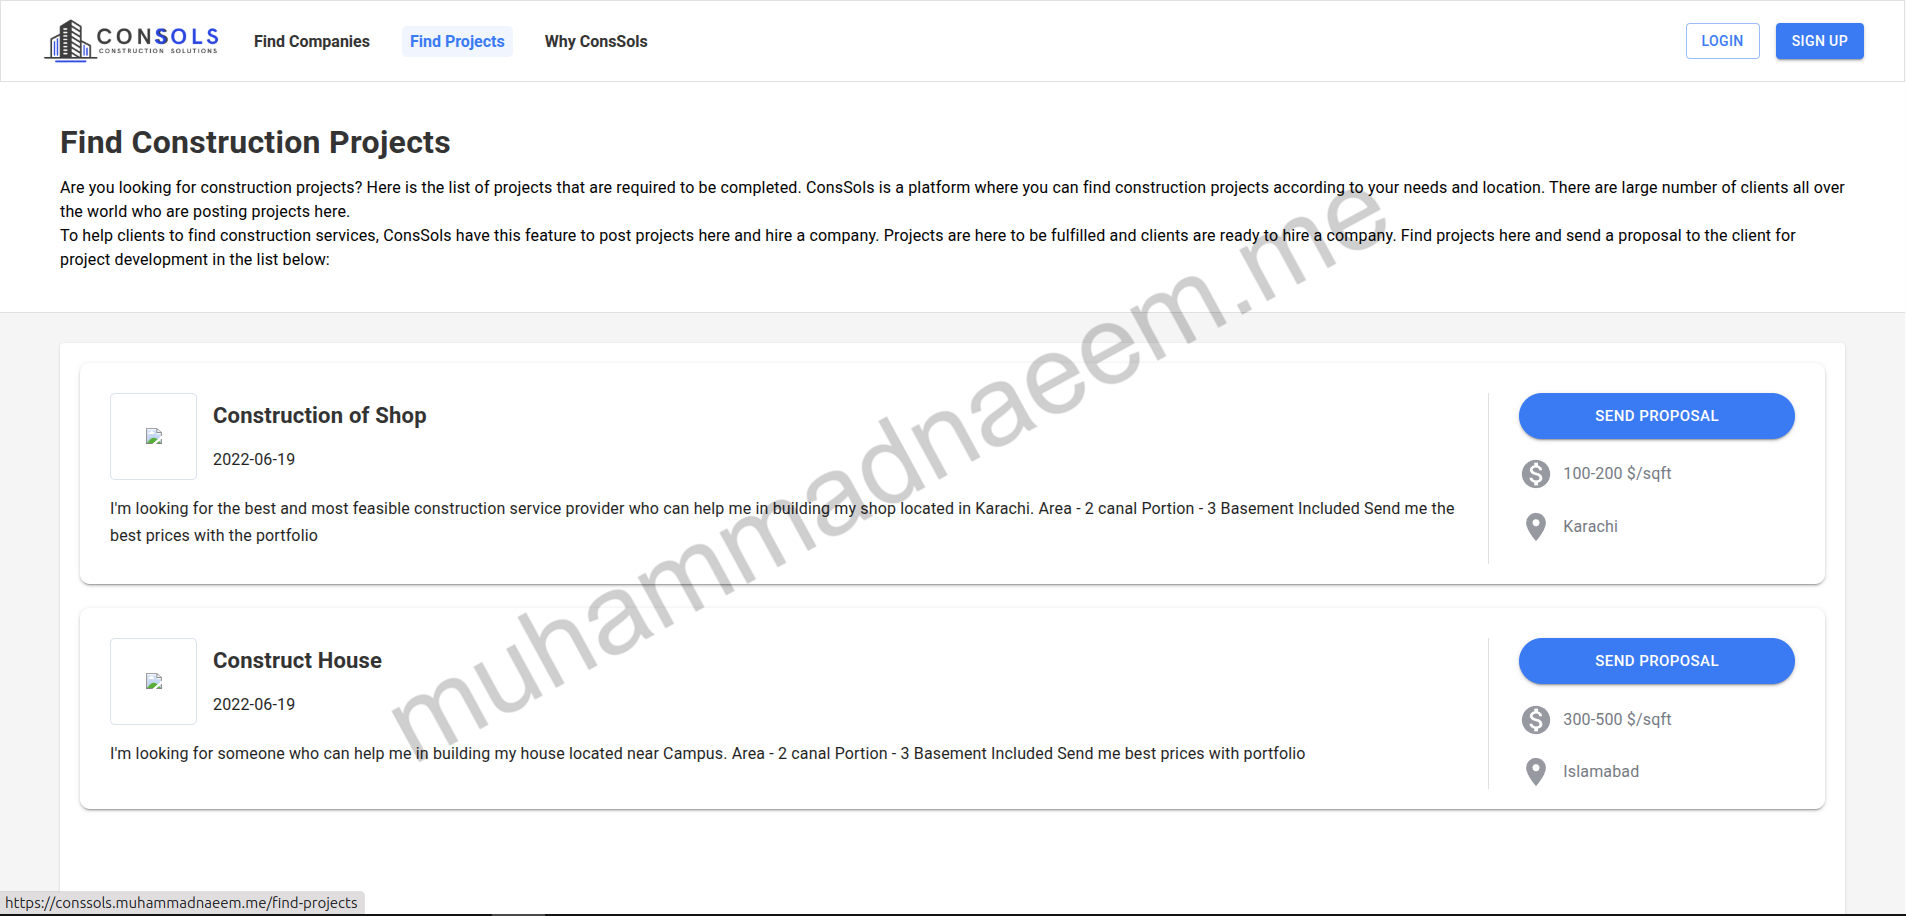 CONSSOLS
CONSTRUCTION SOLUTIONS
Find Companies
Find Projects
Why ConsSols
LOGIN
SIGN UP
Find Construction Projects
Are you looking for construction projects? Here is the list of projects that are required to be completed. ConsSols is a platform where you can find construction projects according to your needs and location. There are large number of clients all over
the world who are posting projects here.
To help clients to find construction services, ConsSols have this feature to post projects here and hire a company. Projects are here to be fulfilled and clients are ready to hire a company. Find projects here and send a proposal to the client for
project development in the list below:
muhammadnaeem.me
Construction of Shop
2022-06-19
I'm looking for the best and most feasible construction service provider who can help me in building my shop located in Karachi. Area - 2 canal Portion - 3 Basement Included Send me the
best prices with the portfolio
SEND PROPOSAL
100-200 $/sqft
Karachi
Construct House
2022-06-19
I'm looking for someone who can help me in building my house located near Campus. Area - 2 canal Portion - 3 Basement Included Send me best prices with portfolio
SEND PROPOSAL
300-500 $/sqft
Islamabad
https://conssols.muhammadnaeem.me/find-projects